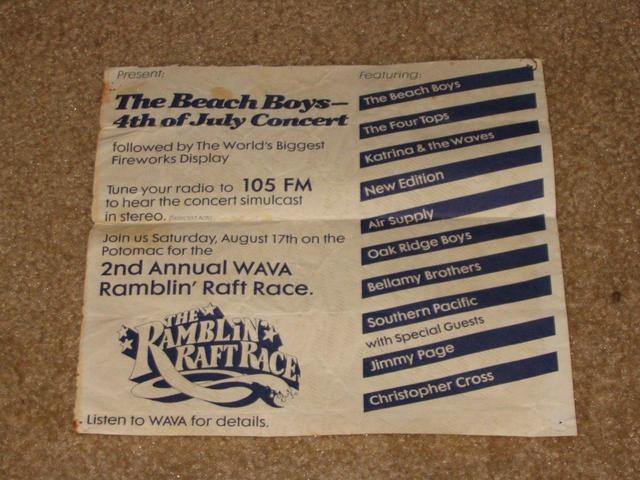 Present:
The Beach Boys—
4th of July Concert
followed by The World's Biggest
Fireworks Display
Tune your radio to 105 FM
to hear the concert simulcast
in stereo. (Selected Acts)
Join us Saturday, August 17th on the
Potomac for the
2nd Annual WAVA
Ramblin' Raft Race.
THE
RAMBLIN'
RAFT RACE
Listen to WAVA for details.
Featuring:
The Beach Boys
The Four Tops
Katrina & the Waves
New Edition
Air Supply
Oak Ridge Boys
Bellamy Brothers
Southern Pacific
with Special Guests
Jimmy Page
Christopher Cross